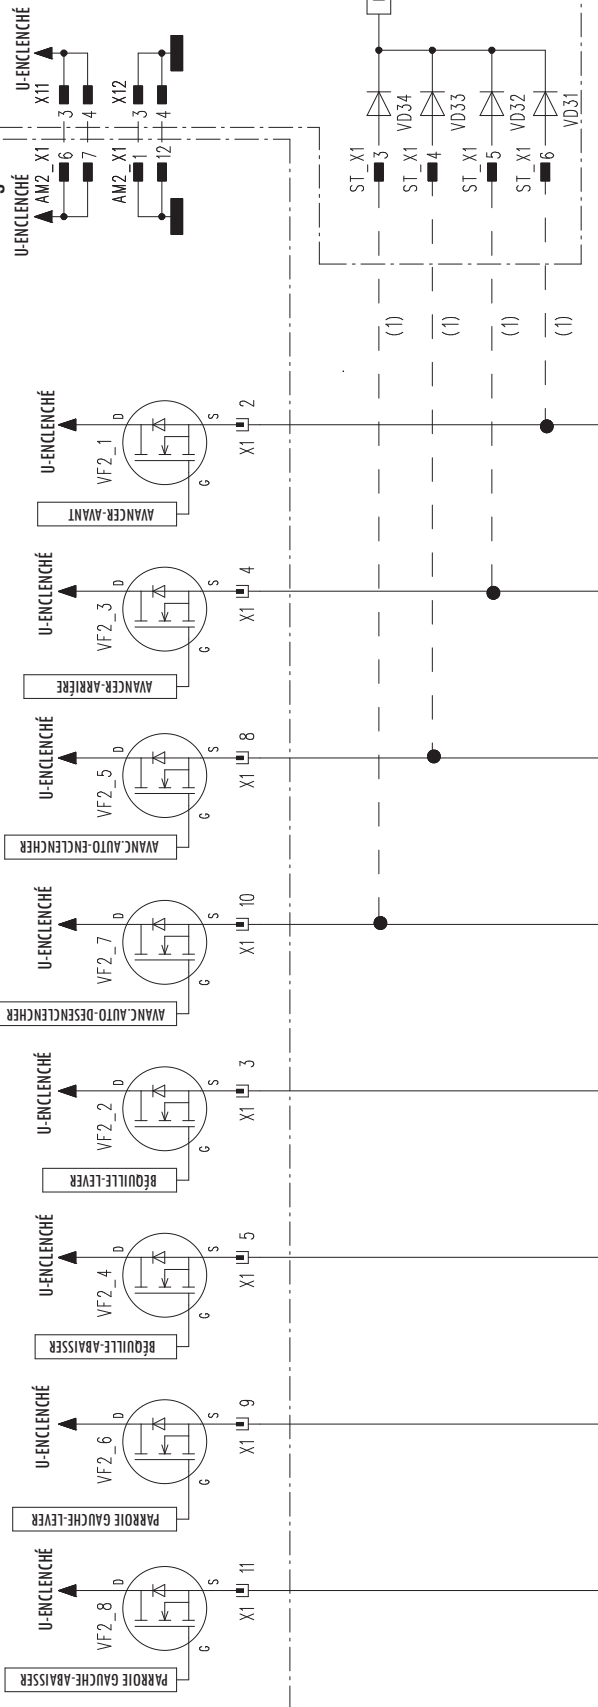 U-ENCLENCHÉ
X11
3
4
X12
3
4
AM2_X1
6
7
AM2_X1
11
12
U-ENCLENCHÉ
VD34
VD33
VD32
VD31
ST_X1
3
ST_X1
4
ST_X1
5
ST_X1
6
(1)
(1)
(1)
(1)
U-ENCLENCHÉ
D
VF2_1
S
G
X1
2
AVANCER-AVANT
U-ENCLENCHÉ
D
VF2_3
S
G
X1
4
AVANCER-ARRIÉRE
U-ENCLENCHÉ
D
VF2_5
S
G
X1
8
AVANC.AUTO-ENCLENCHER
U-ENCLENCHÉ
D
VF2_7
S
G
X1
10
AVANC.AUTO-DESENCLENCHER
U-ENCLENCHÉ
D
VF2_2
S
G
X1
3
BÉQUILLE-LEVER
U-ENCLENCHÉ
D
VF2_4
S
G
X1
5
BÉQUILLE-ABAISSER
U-ENCLENCHÉ
D
VF2_6
S
G
X1
9
PARROIE GAUCHE-LEVER
U-ENCLENCHÉ
D
VF2_8
S
G
X1
11
PARROIE GAUCHE-ABAISSER